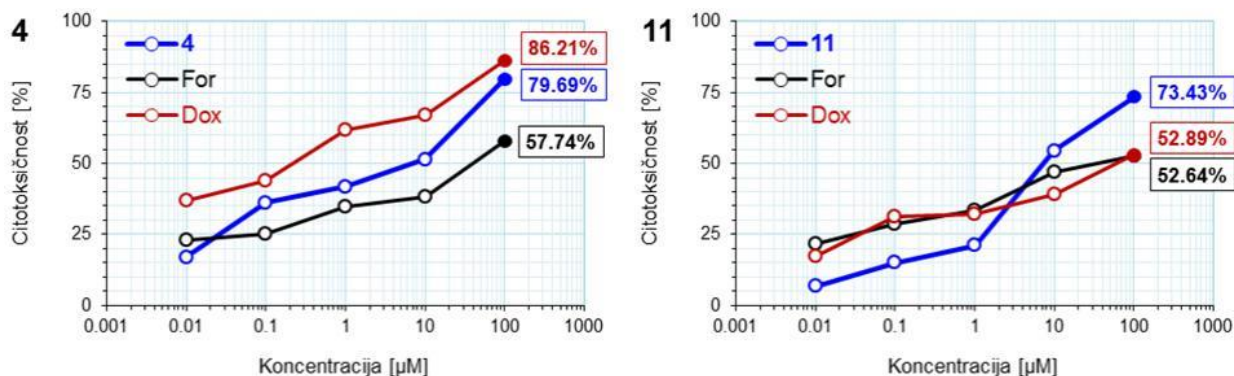 4
100
75
50
25
0
Citotoksičnost [%]
4
For
Dox
86.21%
79.69%
57.74%
0.001 0.01 0.1 1 10 100 1000
Koncentracija [µM]
11
100
75
50
25
0
Citotoksičnost [%]
11
For
Dox
73.43%
52.89%
52.64%
0.001 0.01 0.1 1 10 100 1000
Koncentracija [µM]